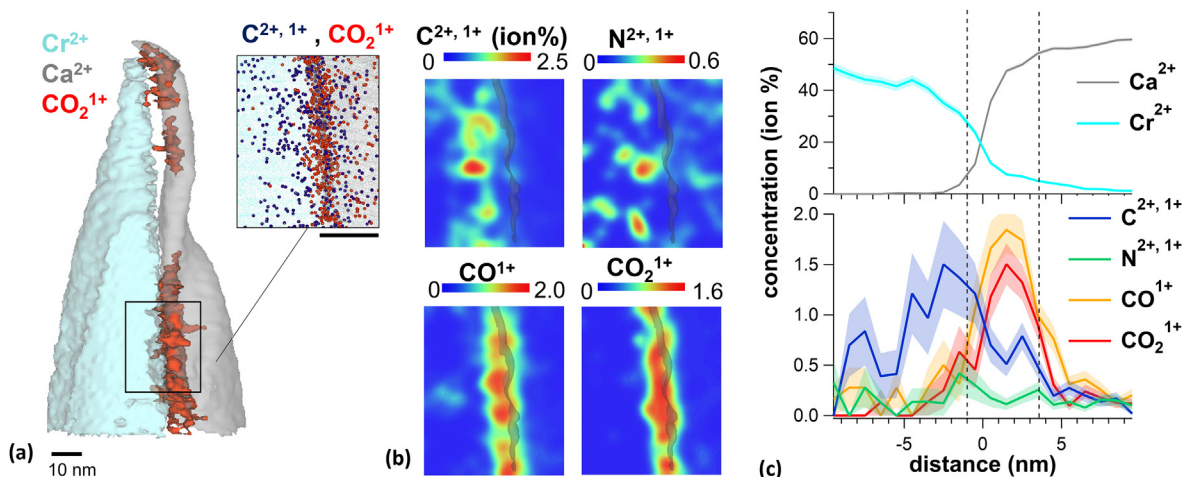 Cr²⁺
Ca²⁺
CO₂¹⁺
C²⁺, ¹⁺ , CO₂¹⁺
(a)
10 nm
C²⁺, ¹⁺ (ion%)
0 2.5
N²⁺, ¹⁺
0 0.6
CO¹⁺
0 2.0
CO₂¹⁺
0 1.6
(b)
60
40
20
0
Ca²⁺
Cr²⁺
concentration (ion %)
2.0
1.5
1.0
0.5
0.0
C²⁺, ¹⁺
N²⁺, ¹⁺
CO¹⁺
CO₂¹⁺
-5 0 5
distance (nm)
(c)